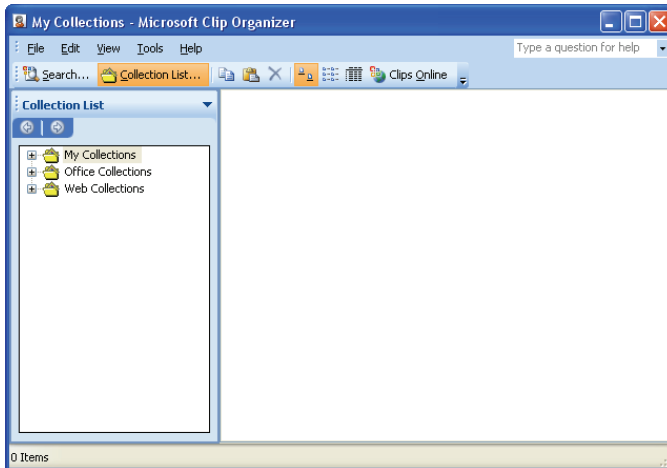 My Collections - Microsoft Clip Organizer
File Edit View Tools Help Type a question for help
Search... Collection List... Clips Online
Collection List
My Collections
Office Collections
Web Collections
0 Items